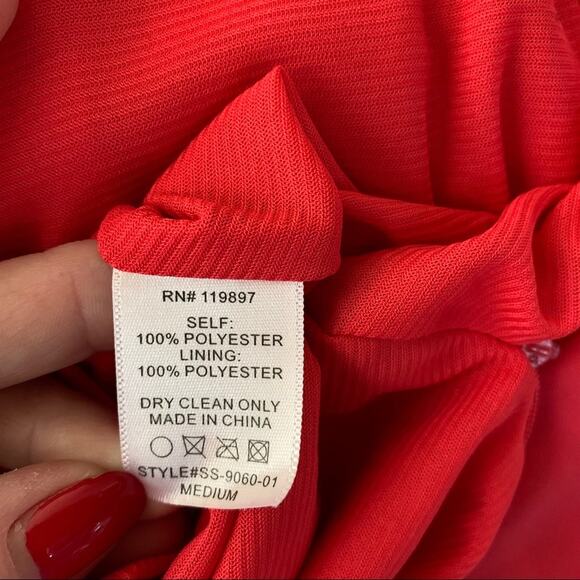 RN# 119897
SELF:
100% POLYESTER
LINING:
100% POLYESTER
DRY CLEAN ONLY
MADE IN CHINA
STYLE#SS-9060-01
MEDIUM